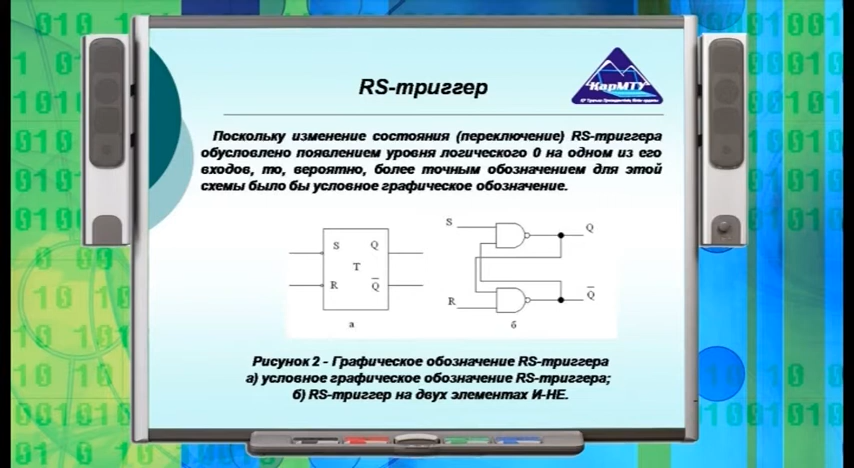 RS-триггер
"КарМТУ"
Поскольку изменение состояния (переключение) RS-триггера
обусловлено появлением уровня логического 0 на одном из его
входов, то, вероятно, более точным обозначением для этой
схемы было бы условное графическое обозначение.
S Q
T
R Q
а
S Q
R Q
б
Рисунок 2 - Графическое обозначение RS-триггера
а) условное графическое обозначение RS-триггера;
б) RS-триггер на двух элементах И-НЕ.